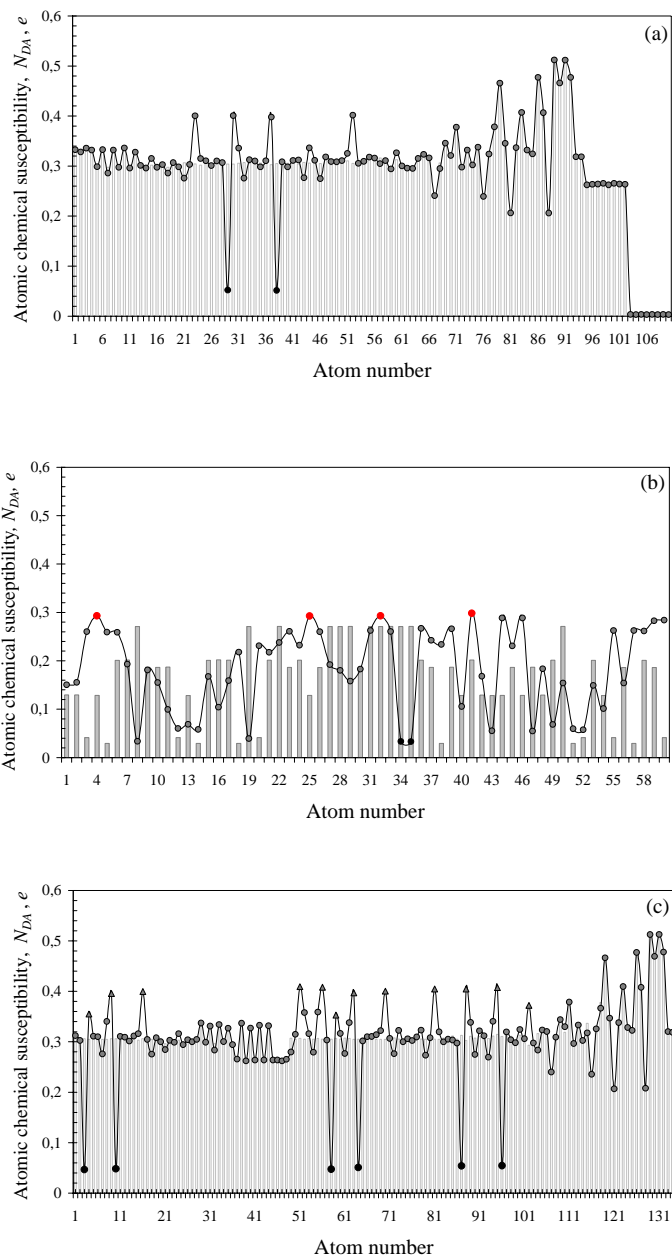 (a)
Atomic chemical susceptibility, N_DA, e
0,6
0,5
0,4
0,3
0,2
0,1
0
1 6 11 16 21 26 31 36 41 46 51 56 61 66 71 76 81 86 91 96 101 106
Atom number
(b)
Atomic chemical susceptibility, N_DA, e
0,6
0,5
0,4
0,3
0,2
0,1
0
1 4 7 10 13 16 19 22 25 28 31 34 37 40 43 46 49 52 55 58
Atom number
(c)
Atomic chemical susceptibility, N_DA, e
0,6
0,5
0,4
0,3
0,2
0,1
0
1 11 21 31 41 51 61 71 81 91 101 111 121 131
Atom number